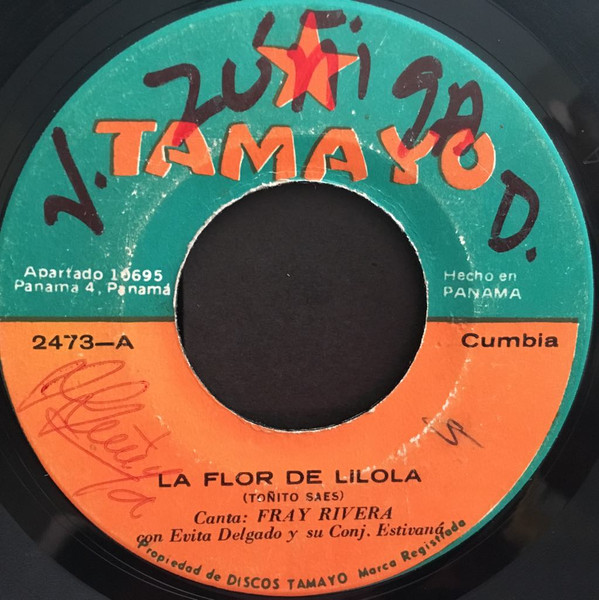 V. ZÚÑIGA D.
TAMAYO
Apartado 10695
Panama 4, Panamá
Hecho en
PANAMA
2473—A
Cumbia
LA FLOR DE LILOLA
(TOÑITO SAES)
Canta: FRAY RIVERA
con Evita Delgado y su Conj. Estivaná
Propiedad de DISCOS TAMAYO Marca Registrada